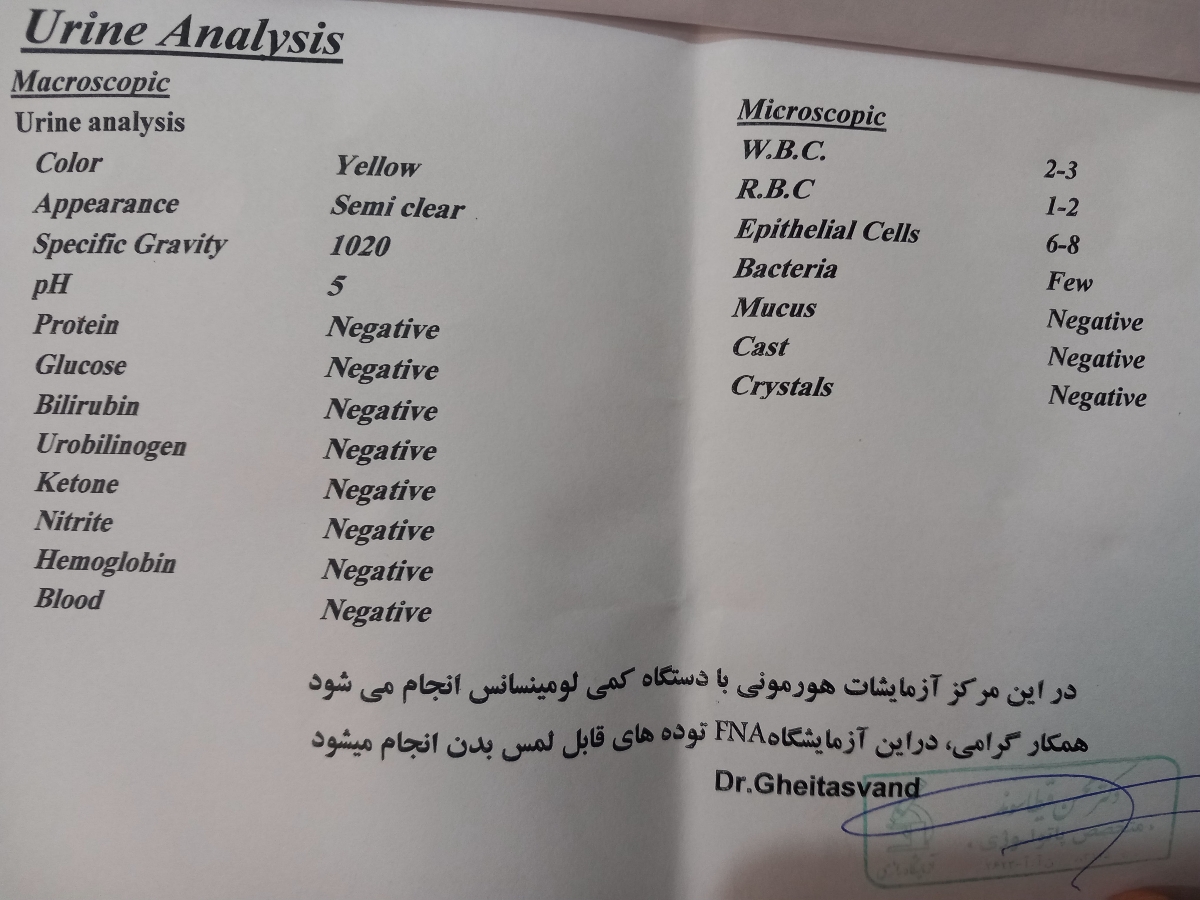 Urine Analysis
Macroscopic
Urine analysis
Color Yellow
Appearance Semi clear
Specific Gravity 1020
pH 5
Protein Negative
Glucose Negative
Bilirubin Negative
Urobilinogen Negative
Ketone Negative
Nitrite Negative
Hemoglobin Negative
Blood Negative
Microscopic
W.B.C. 2-3
R.B.C 1-2
Epithelial Cells 6-8
Bacteria Few
Mucus Negative
Cast Negative
Crystals Negative
در این مرکز آزمایشات هورمونی با دستگاه کمی لومینسانس انجام می شود
همکار گرامی، دراین آزمایشگاهFNA توده های قابل لمس بدن انجام میشود
Dr.Gheitasvand